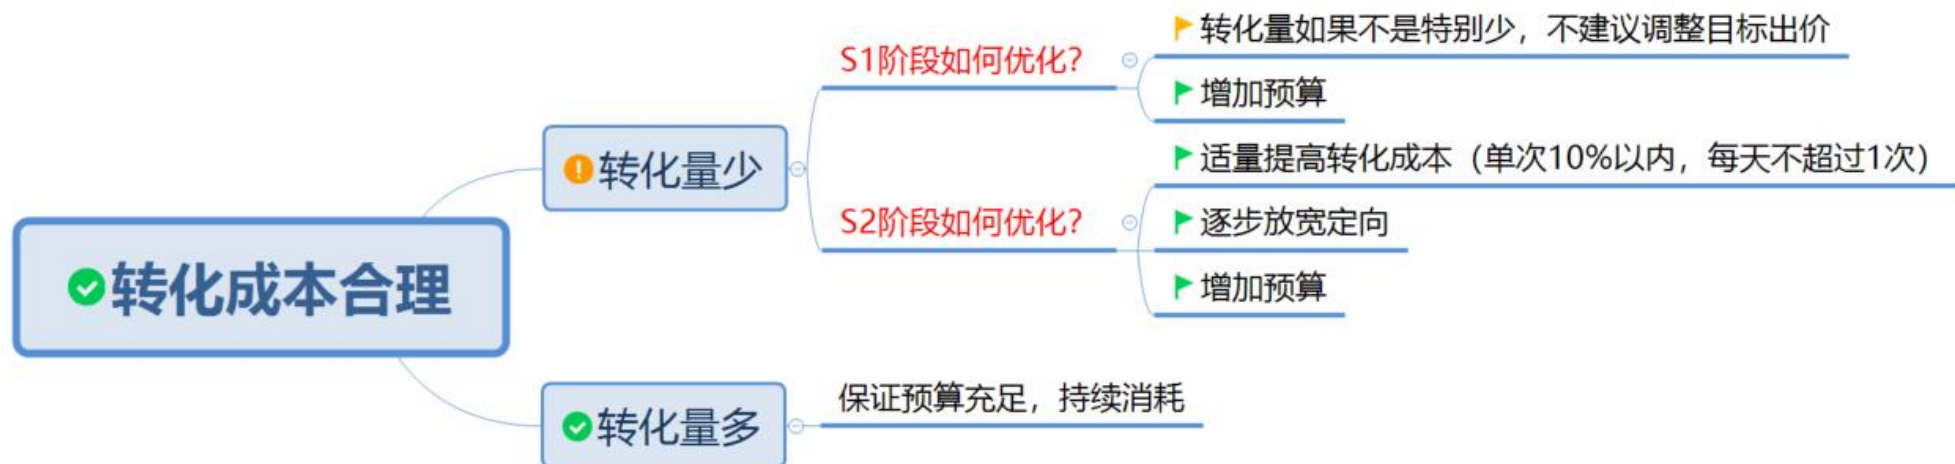 转化成本合理
转化量少
S1阶段如何优化？
转化量如果不是特别少，不建议调整目标出价
增加预算
S2阶段如何优化？
适量提高转化成本（单次10%以内，每天不超过1次）
逐步放宽定向
增加预算
转化量多
保证预算充足，持续消耗